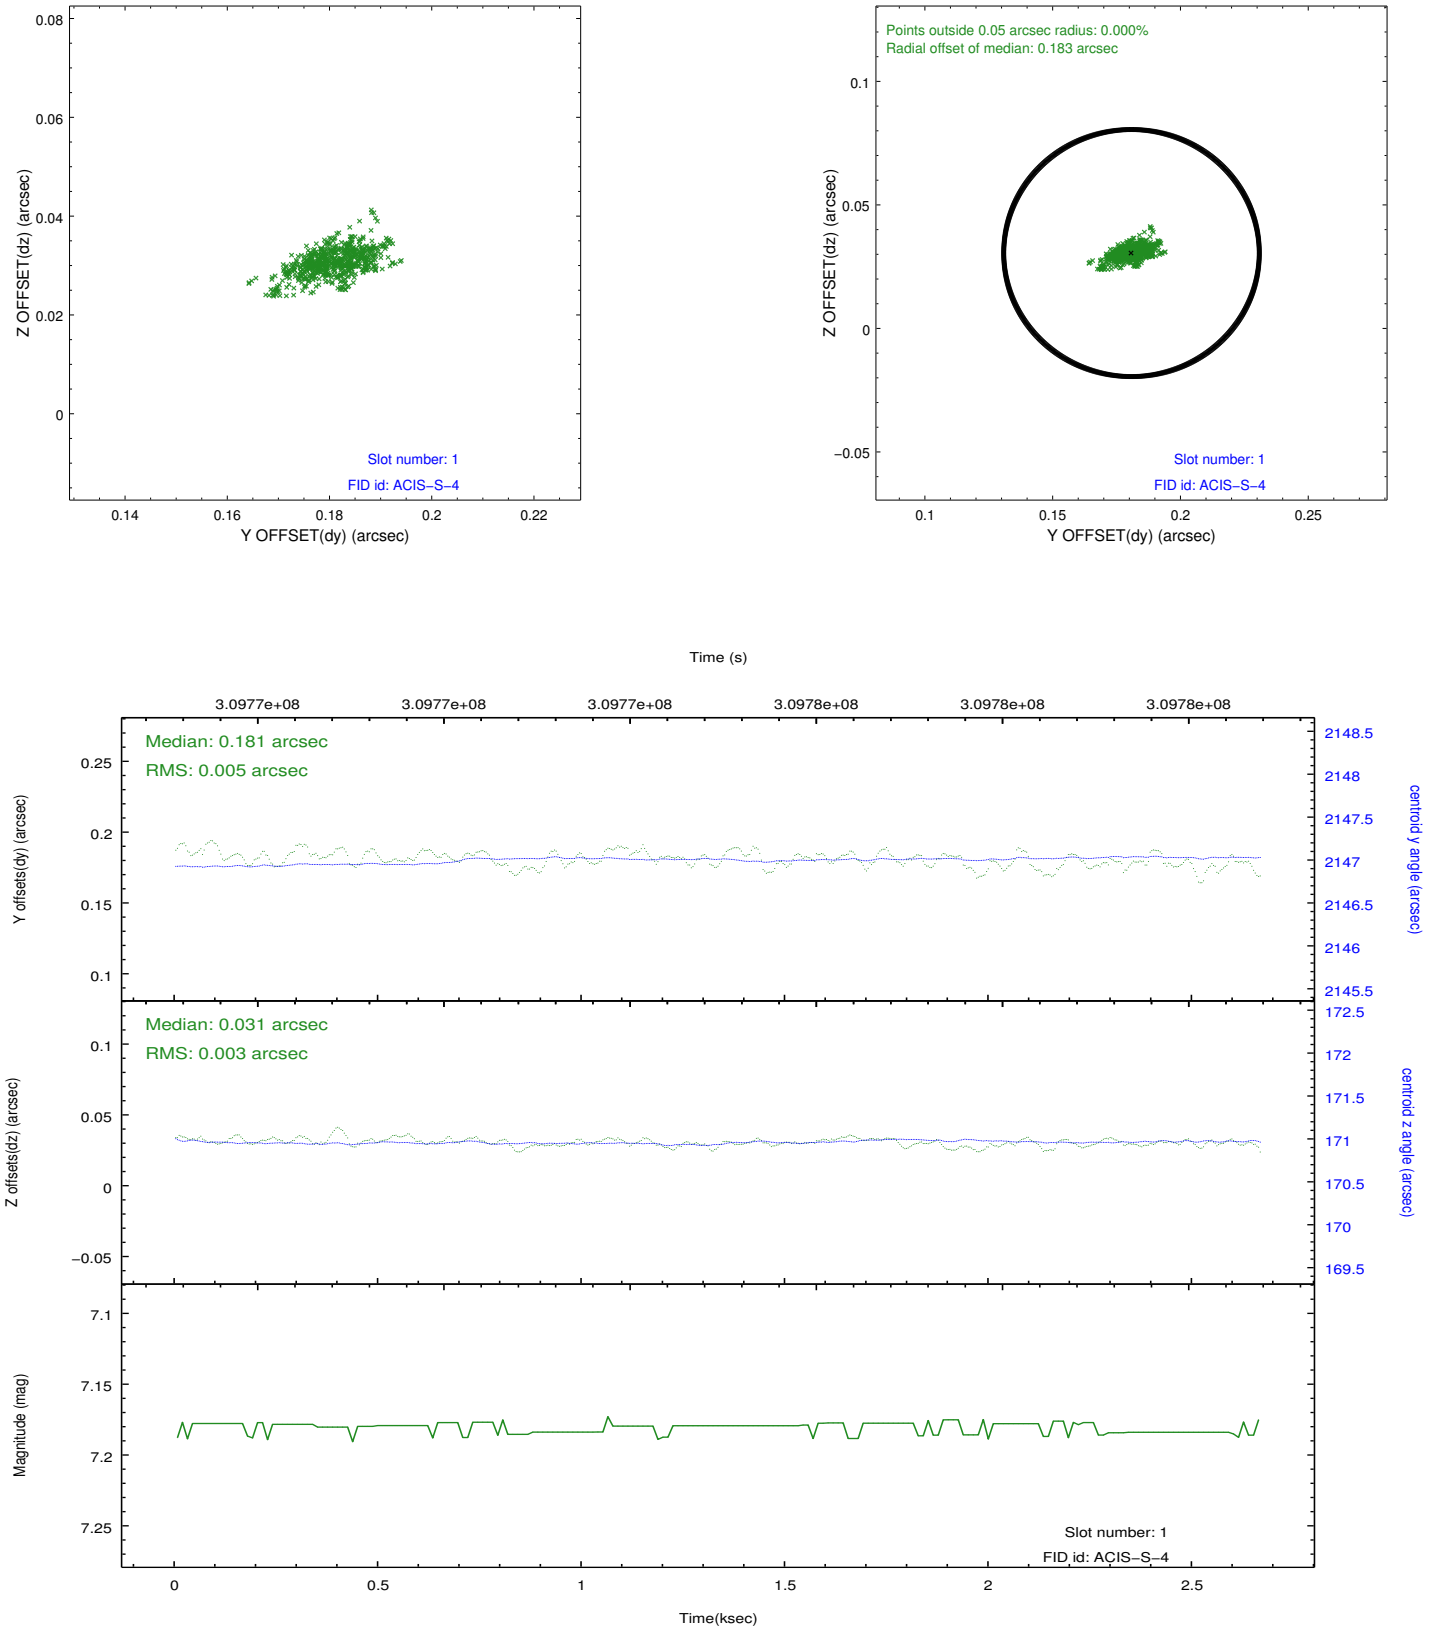 0.08
0.06
0.04
0.02
0
Z OFFSET(dz) (arcsec)
Slot number: 1
FID id: ACIS−S−4
0.14 0.16 0.18 0.2 0.22
Y OFFSET(dy) (arcsec)
Points outside 0.05 arcsec radius: 0.000%
Radial offset of median: 0.183 arcsec
0.1
0.05
0
−0.05
Z OFFSET(dz) (arcsec)
Slot number: 1
FID id: ACIS−S−4
0.1 0.15 0.2 0.25
Y OFFSET(dy) (arcsec)
Time (s)
3.0977e+08 3.0977e+08 3.0977e+08 3.0978e+08 3.0978e+08 3.0978e+08
Median: 0.181 arcsec
RMS: 0.005 arcsec
0.25
0.2
0.15
0.1
Y offsets(dy) (arcsec)
2148.5
2148
2147.5
2147
2146.5
2146
2145.5
centroid y angle (arcsec)
Median: 0.031 arcsec
RMS: 0.003 arcsec
0.1
0.05
0
−0.05
Z offsets(dz) (arcsec)
172.5
172
171.5
171
170.5
170
169.5
centroid z angle (arcsec)
7.1
7.15
7.2
7.25
Magnitude (mag)
Slot number: 1
FID id: ACIS−S−4
0 0.5 1 1.5 2 2.5
Time(ksec)